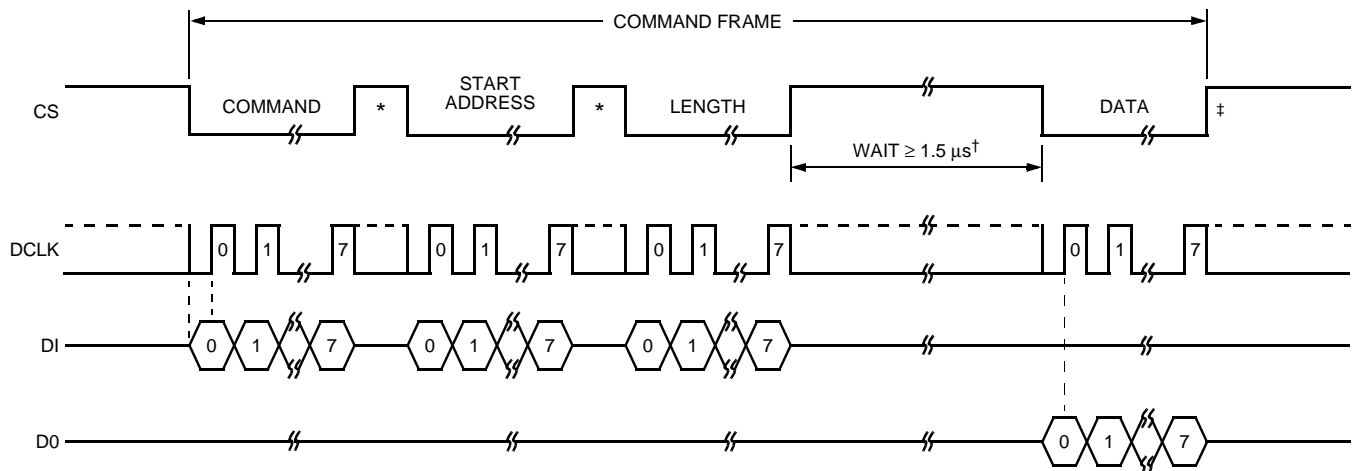 COMMAND FRAME
CS
COMMAND
*
START
ADDRESS
*
LENGTH
DATA
‡
WAIT ≥ 1.5 μs†
DCLK
0 1 7 0 1 7 0 1 7 0 1 7
DI
0 1 7 0 1 7 0 1 7
D0
0 1 7